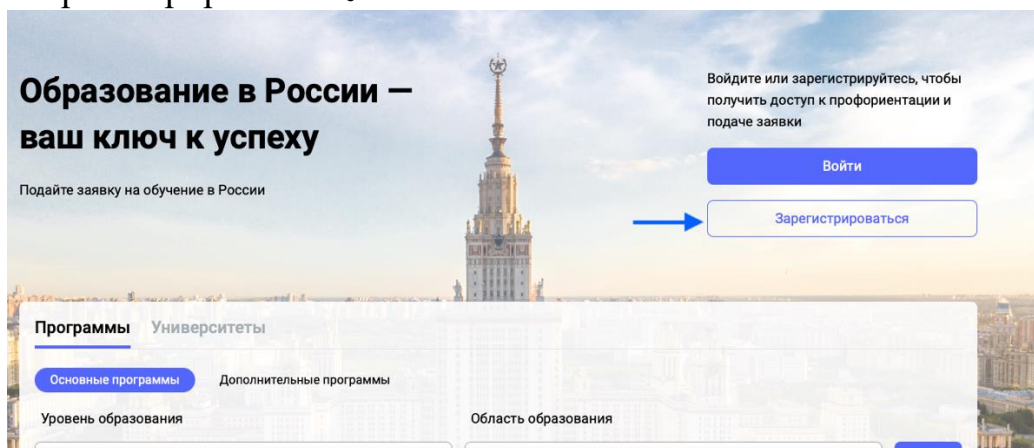 Образование в России —
ваш ключ к успеху
Подайте заявку на обучение в России
Войдите или зарегистрируйтесь, чтобы
получить доступ к профориентации и
подаче заявки
Войти
Зарегистрироваться
Программы Университеты
Основные программы Дополнительные программы
Уровень образования Область образования